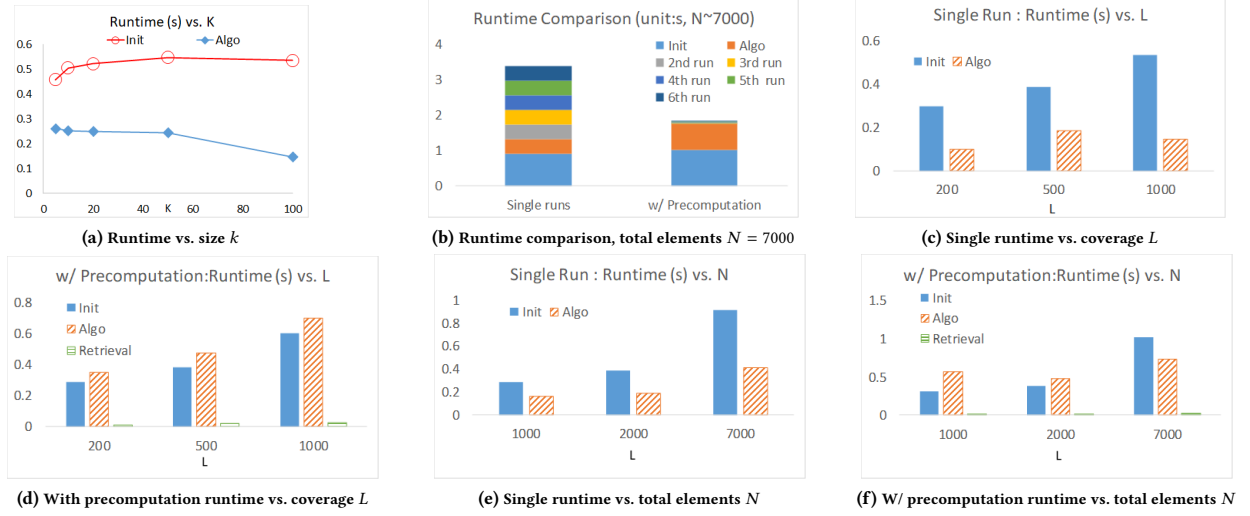 Runtime (s) vs. K
Init
Algo
0.6
0.5
0.4
0.3
0.2
0.1
0
0 20 40 60 80 100
K
(a) Runtime vs. size k
Runtime Comparison (unit:s, N~7000)
4
3
2
1
0
Init
Algo
2nd run
3rd run
4th run
5th run
6th run
Single runs
w/ Precomputation
(b) Runtime comparison, total elements N = 7000
Single Run : Runtime (s) vs. L
0.6
0.4
0.2
0
Init
Algo
200 500 1000
L
(c) Single runtime vs. coverage L
w/ Precomputation:Runtime (s) vs. L
0.8
0.6
0.4
0.2
0
Init
Algo
Retrieval
200 500 1000
L
(d) With precomputation runtime vs. coverage L
Single Run : Runtime (s) vs. N
1
0.8
0.6
0.4
0.2
0
Init
Algo
1000 2000 7000
L
(e) Single runtime vs. total elements N
w/ Precomputation:Runtime (s) vs. N
1.5
1
0.5
0
Init
Algo
Retrieval
1000 2000 7000
L
(f) W/ precomputation runtime vs. total elements N